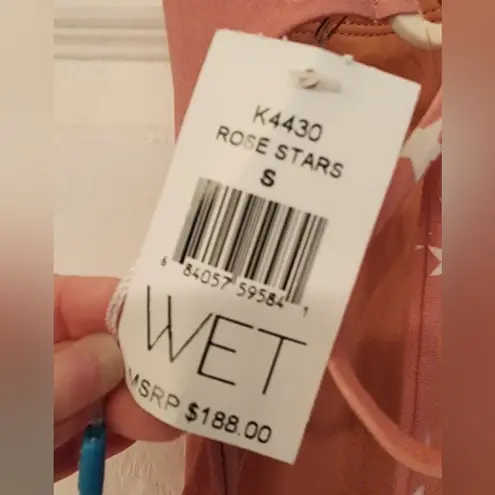 K4430
ROSE STARS
S
6 84057 59584 1
WET
MSRP $188.00